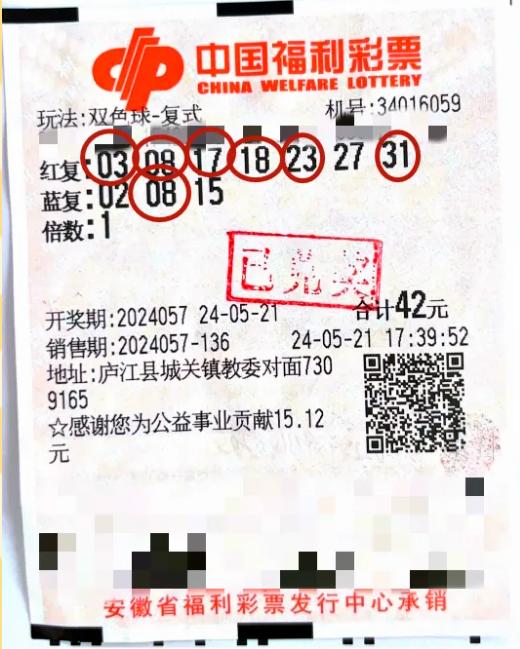 中国福利彩票
CHINA WELFARE LOTTERY
玩法:双色球-复式 机号:34016059
红复:03 08 17 18 23 27 31
蓝复:02 08 15
倍数:1
已兑奖
合计42元
开奖期:2024057 24-05-21
销售期:2024057-136 24-05-21 17:39:52
地址:庐江县城关镇教委对面730
9165
☆感谢您为公益事业贡献15.12
元
安徽省福利彩票发行中心承销